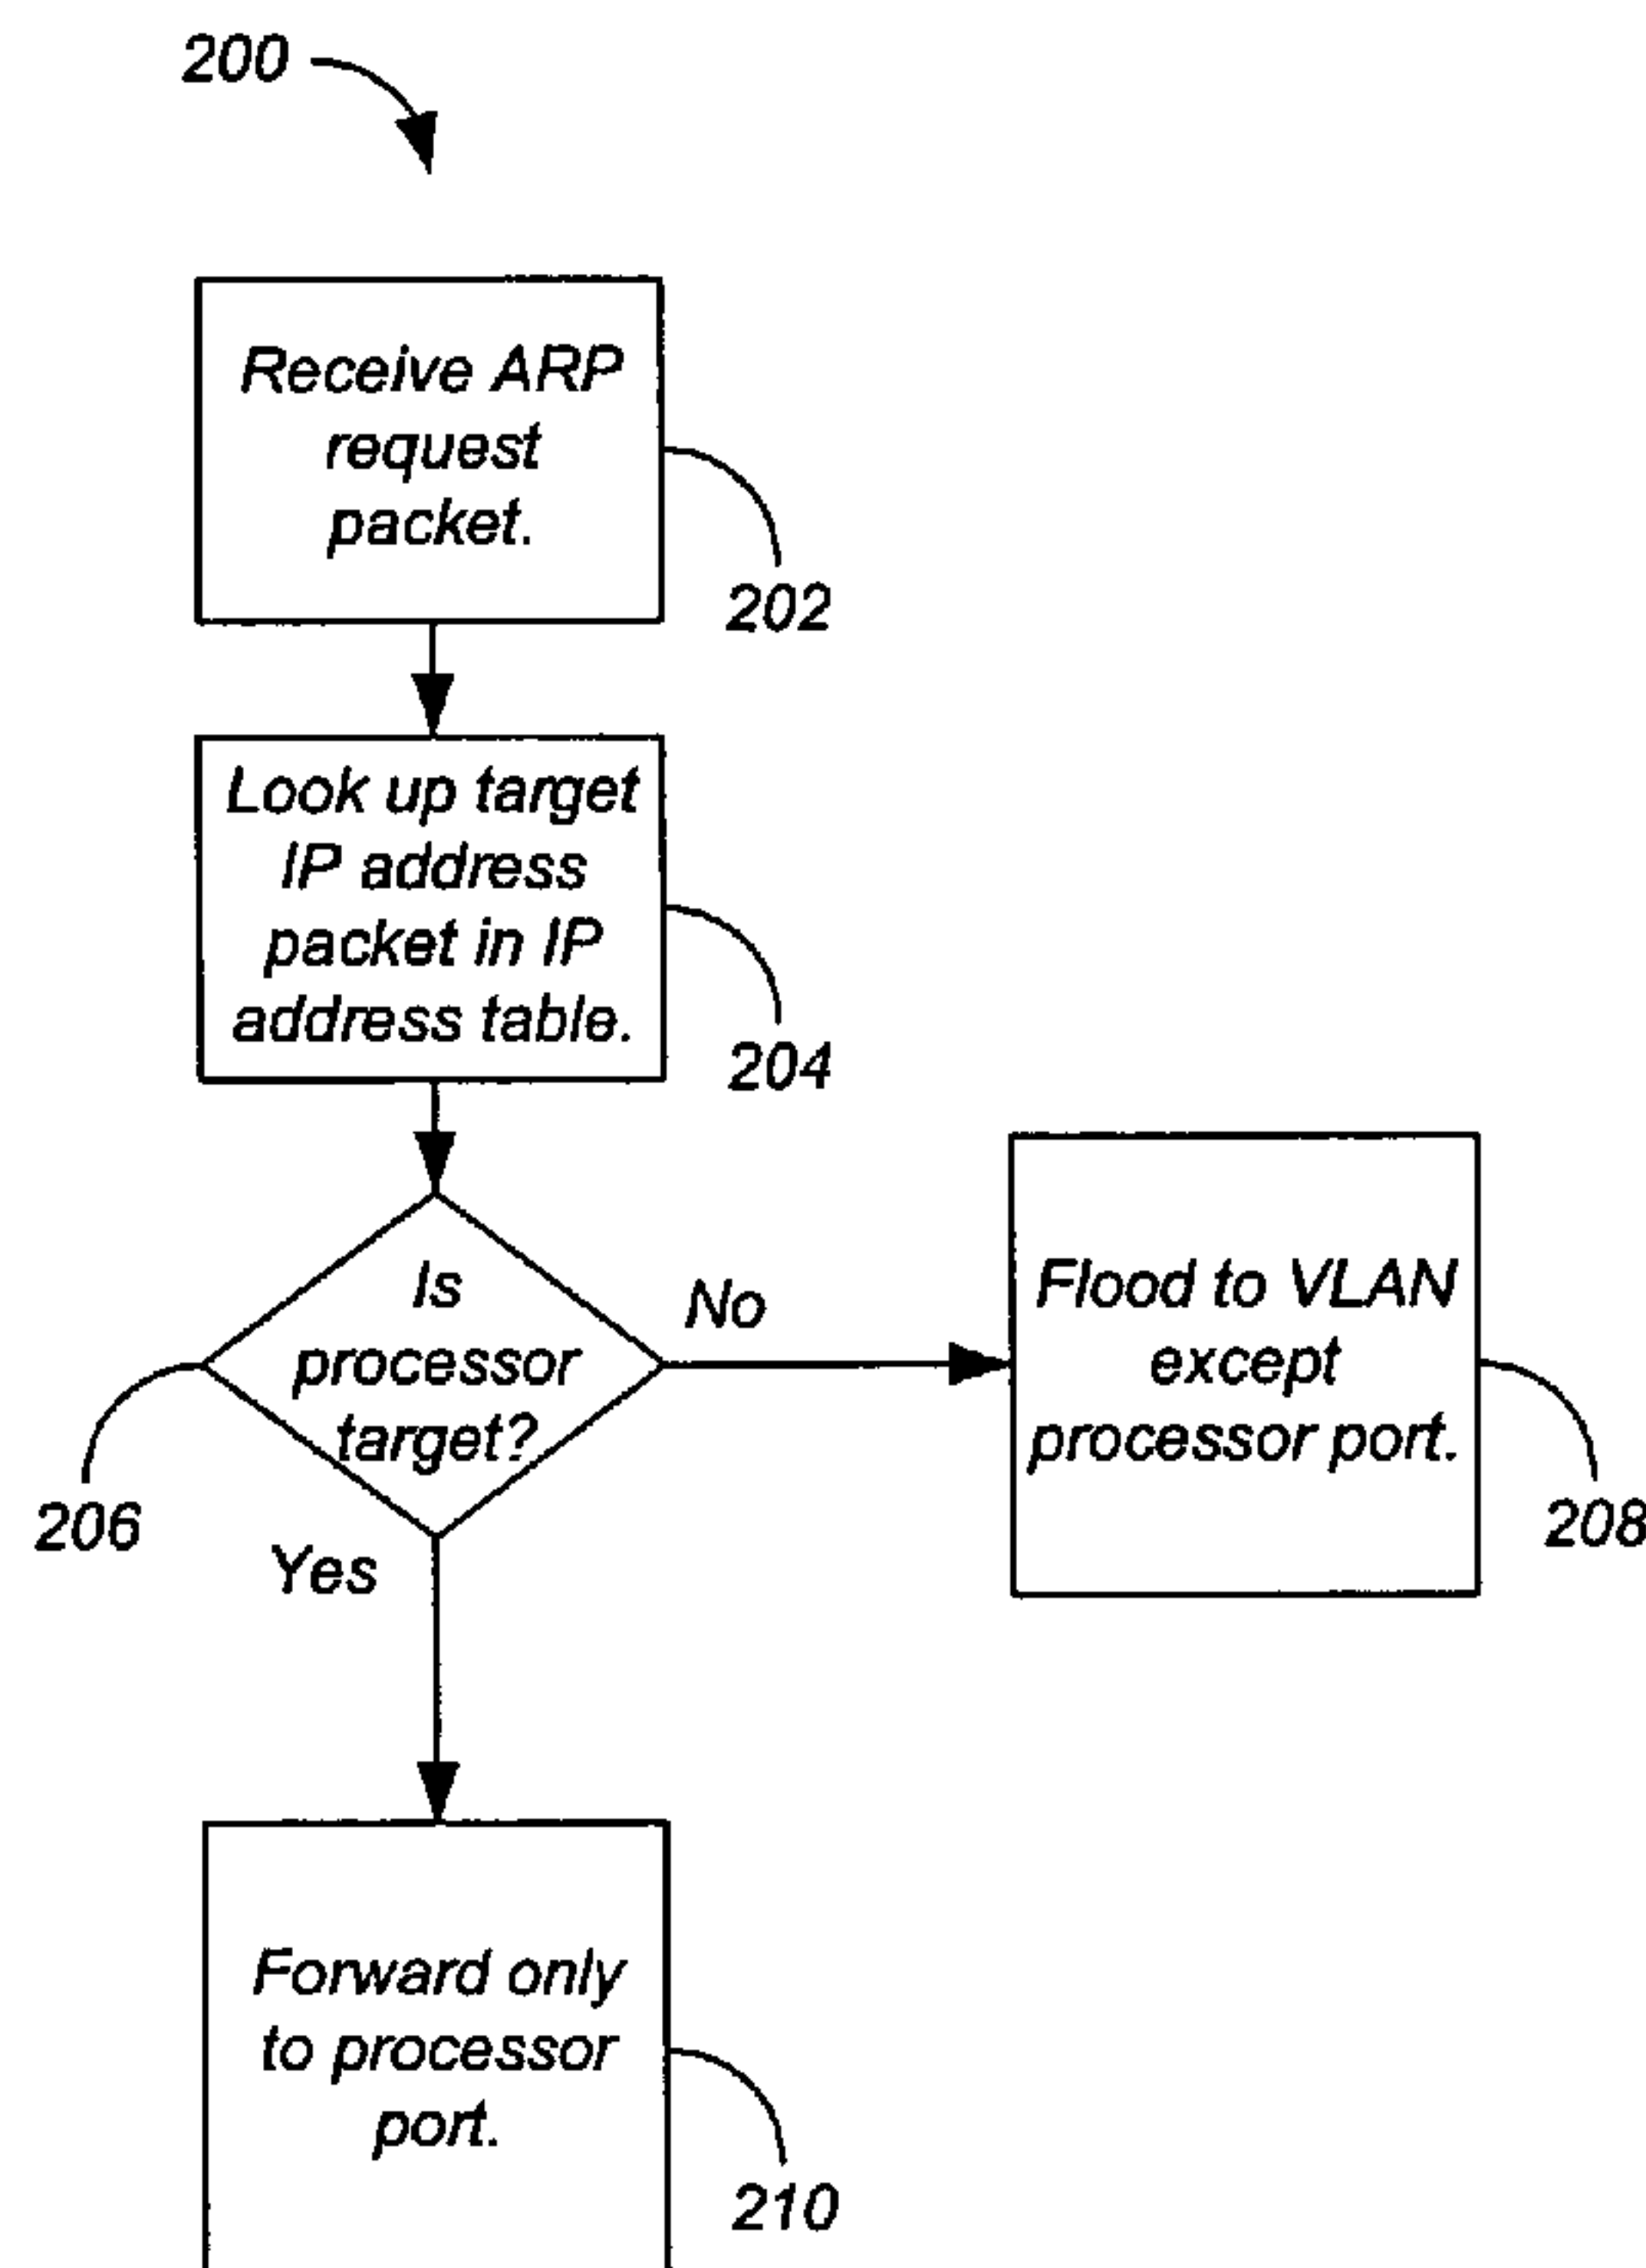 200
Receive ARP
request
packet.
202
Look up target
IP address
packet in IP
address table.
204
Is
processor
target?
206
No
Flood to VLAN
except
processor port.
208
Yes
Forward only
to processor
port.
210